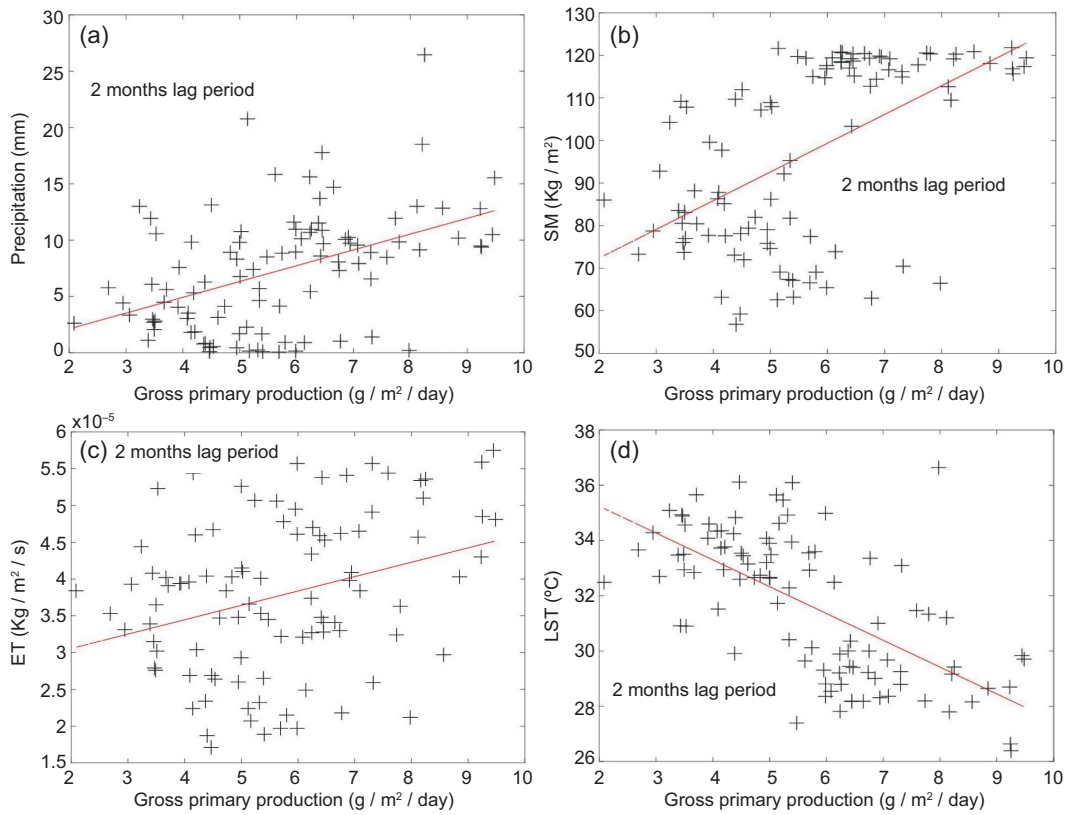 (a)
2 months lag period
Precipitation (mm)
30
25
20
15
10
5
0
2 3 4 5 6 7 8 9 10
Gross primary production (g / m² / day)
(b)
2 months lag period
SM (Kg / m²)
130
120
110
100
90
80
70
60
50
2 3 4 5 6 7 8 9 10
Gross primary production (g / m² / day)
x10⁻⁵
(c) 2 months lag period
ET (Kg / m² / s)
6
5.5
5
4.5
4
3.5
3
2.5
2
1.5
2 3 4 5 6 7 8 9 10
Gross primary production (g / m² / day)
(d)
2 months lag period
LST (ºC)
38
36
34
32
30
28
26
2 3 4 5 6 7 8 9 10
Gross primary production (g / m² / day)